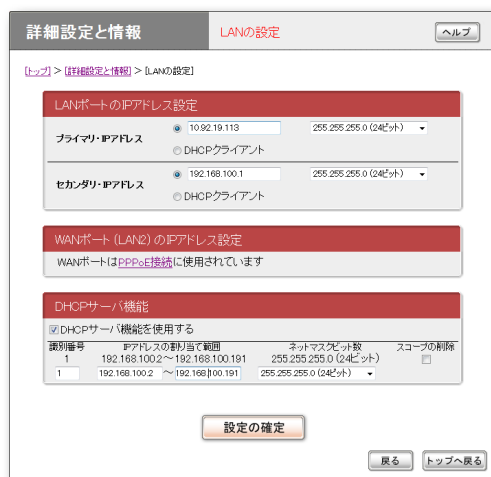 詳細設定と情報
LANの設定
ヘルプ
[トップ] > [詳細設定と情報] > [LANの設定]
LANポートのIPアドレス設定
プライマリ・IPアドレス
10.92.19.113
255.255.255.0 (24ビット)
DHCPクライアント
セカンダリ・IPアドレス
192.168.100.1
255.255.255.0 (24ビット)
DHCPクライアント
WANポート (LAN2) のIPアドレス設定
WANポートはPPPoE接続に使用されています
DHCPサーバ機能
DHCPサーバ機能を使用する
識別番号 IPアドレスの割り当て範囲 ネットマスクビット数 スコープの削除
1 192.168.100.2～192.168.100.191 255.255.255.0 (24ビット)
1 192.168.100.2 ～ 192.168.100.191 255.255.255.0 (24ビット)
設定の確定
戻る トップへ戻る